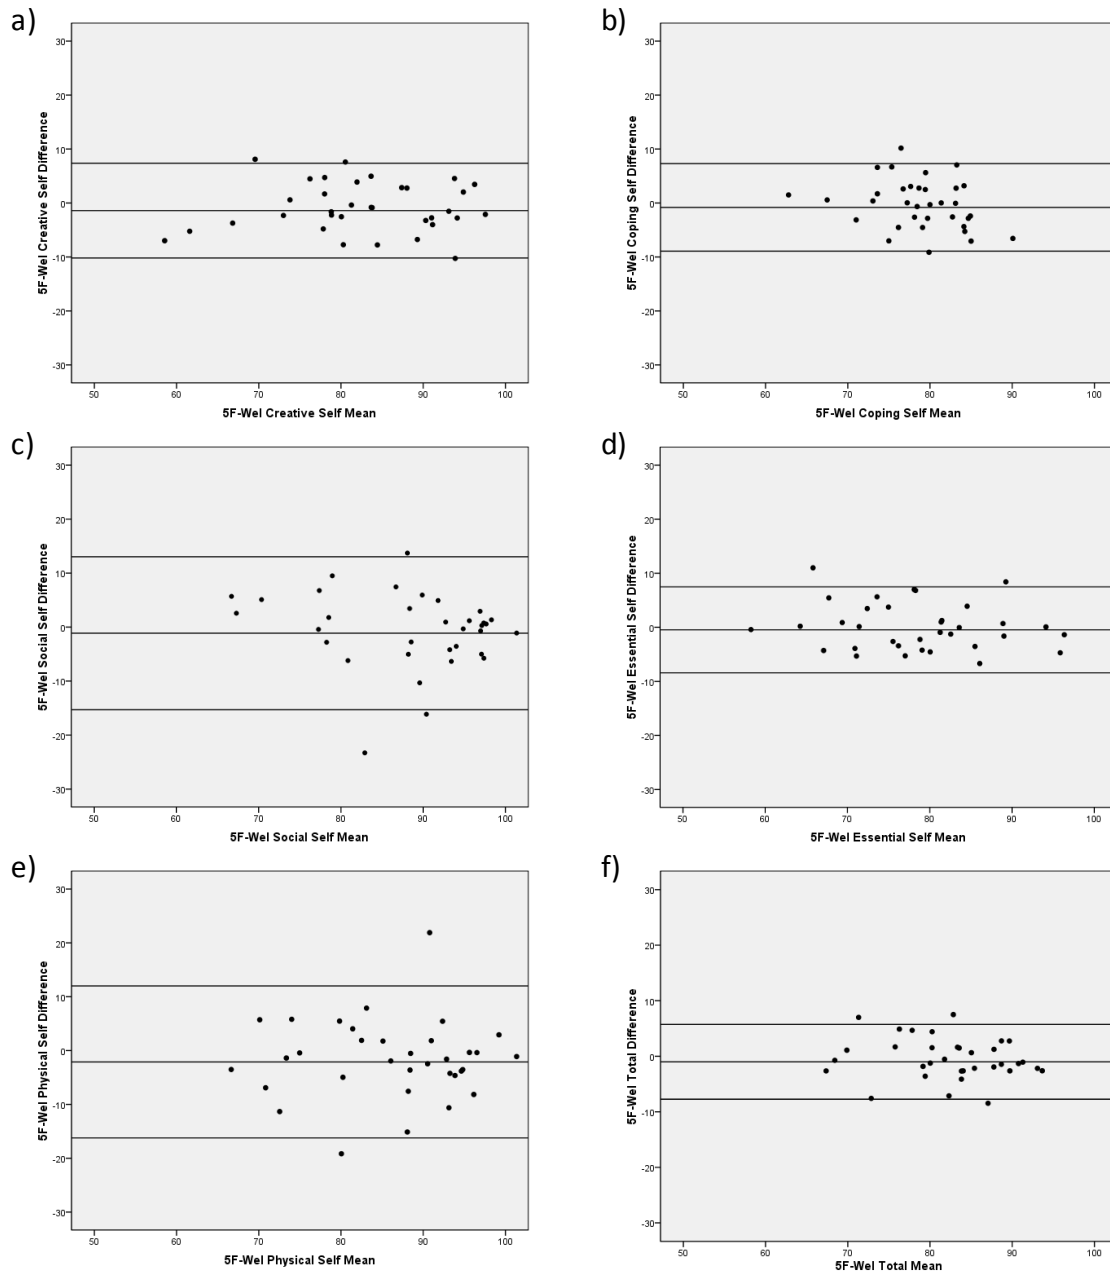 a)
5F-Wel Creative Self Difference
30
20
10
0
-10
-20
-30
50 60 70 80 90 100
5F-Wel Creative Self Mean
b)
5F-Wel Coping Self Difference
30
20
10
0
-10
-20
-30
50 60 70 80 90 100
5F-Wel Coping Self Mean
c)
5F-Wel Social Self Difference
30
20
10
0
-10
-20
-30
50 60 70 80 90 100
5F-Wel Social Self Mean
d)
5F-Wel Essential Self Difference
30
20
10
0
-10
-20
-30
50 60 70 80 90 100
5F-Wel Essential Self Mean
e)
5F-Wel Physical Self Difference
30
20
10
0
-10
-20
-30
50 60 70 80 90 100
5F-Wel Physical Self Mean
f)
5F-Wel Total Difference
30
20
10
0
-10
-20
-30
50 60 70 80 90 100
5F-Wel Total Mean